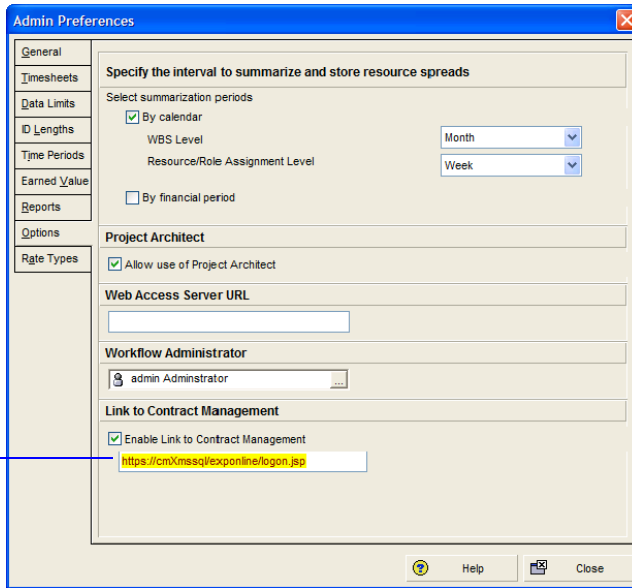 Admin Preferences
General
Timesheets
Data Limits
ID Lengths
Time Periods
Earned Value
Reports
Options
Rate Types
Specify the interval to summarize and store resource spreads
Select summarization periods
By calendar
WBS Level
Month
Resource/Role Assignment Level
Week
By financial period
Project Architect
Allow use of Project Architect
Web Access Server URL
Workflow Administrator
admin Adminstrator
...
Link to Contract Management
Enable Link to Contract Management
https://cmXmssql/exponline/logon.jsp
Help
Close